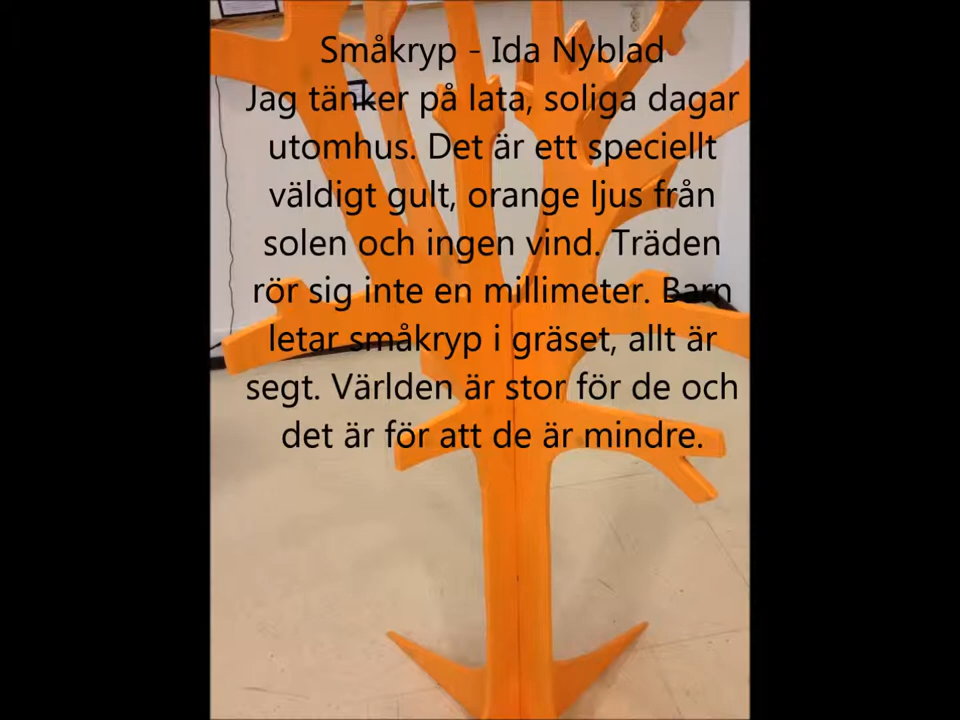 Småkryp - Ida Nyblad
Jag tänker på lata, soliga dagar
utomhus. Det är ett speciellt
väldigt gult, orange ljus från
solen och ingen vind. Träden
rör sig inte en millimeter. Barn
letar småkryp i gräset, allt är
segt. Världen är stor för de och
det är för att de är mindre.